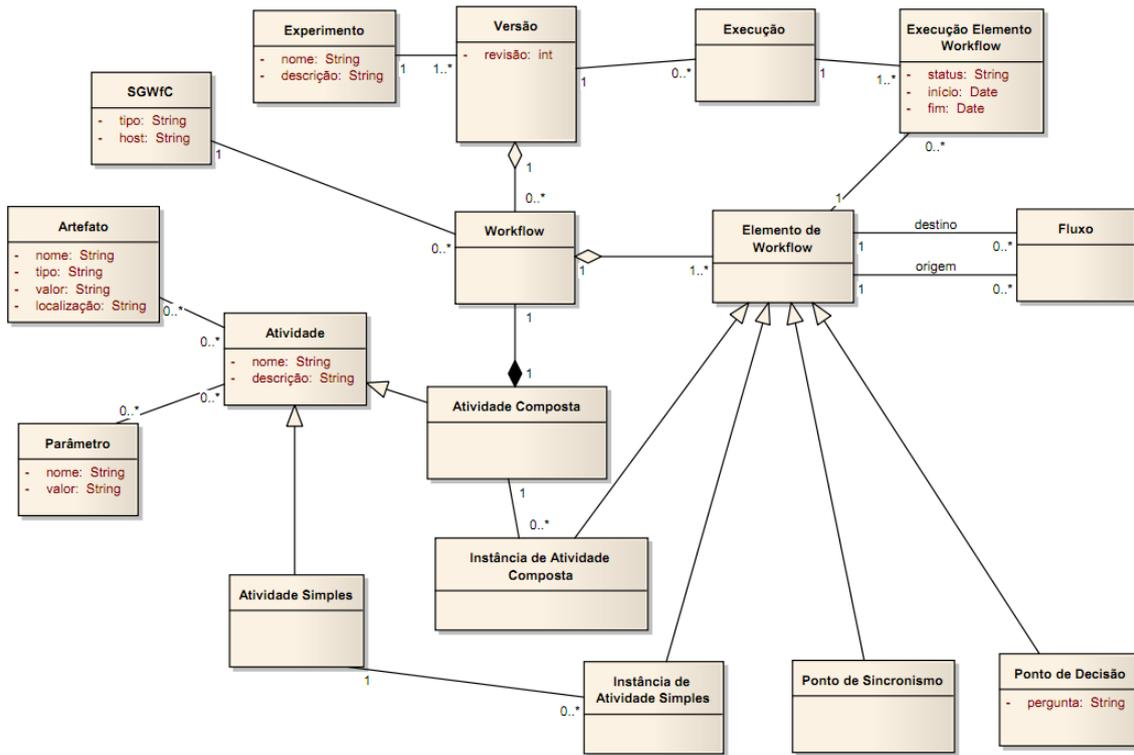 Experimento
- nome: String
- descrição: String
1
1..*
Versão
- revisão: int
1
0..*
Execução
1
1..*
Execução Elemento
Workflow
- status: String
- início: Date
- fim: Date
0..*
1
SGWfC
- tipo: String
- host: String
1
0..*
1
0..*
Workflow
1
1..*
Elemento de
Workflow
destino
1
0..*
origem
1
0..*
Fluxo
Artefato
- nome: String
- tipo: String
- valor: String
- localização: String
0..*
0..*
Atividade
- nome: String
- descrição: String
0..*
0..*
Parâmetro
- nome: String
- valor: String
1
1
Atividade Composta
1
0..*
Instância de Atividade
Composta
Atividade Simples
1
0..*
Instância de
Atividade Simples
Ponto de Sincronismo
Ponto de Decisão
- pergunta: String